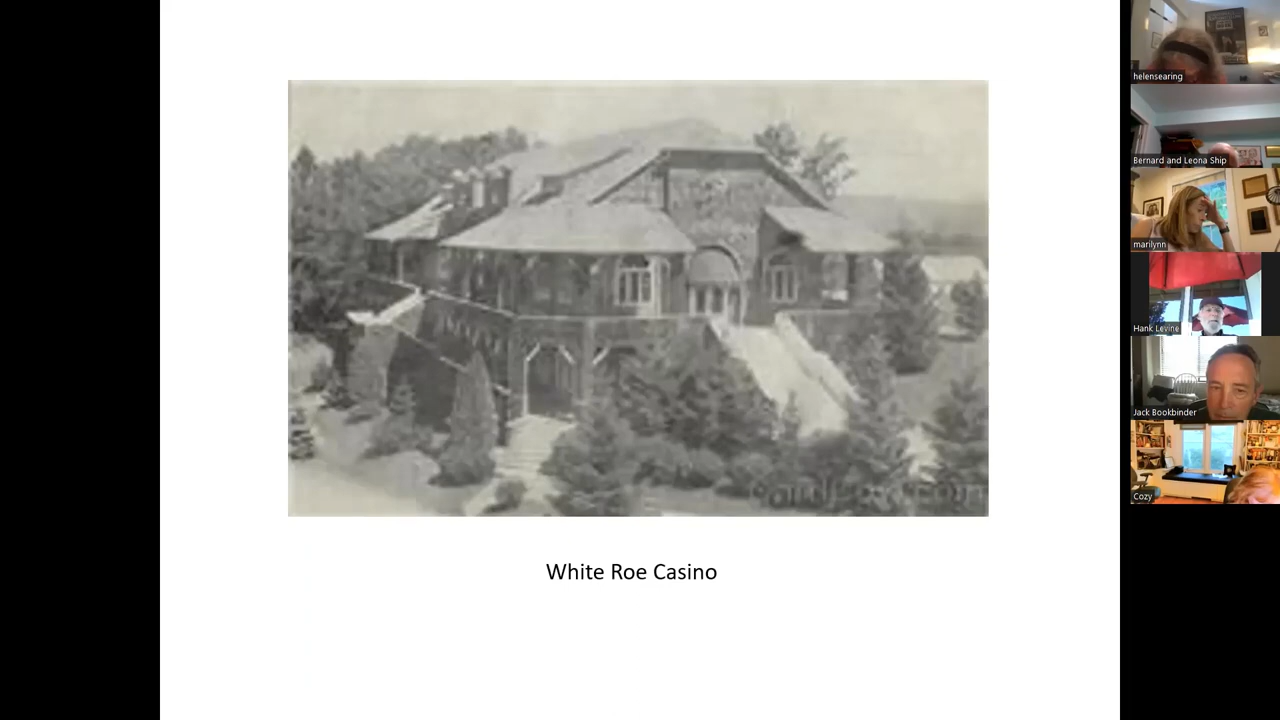 White Roe Casino
helensearing
Bernard and Leona Ship
marilynn
Hank Levine
Jack Bookbinder
Cozy